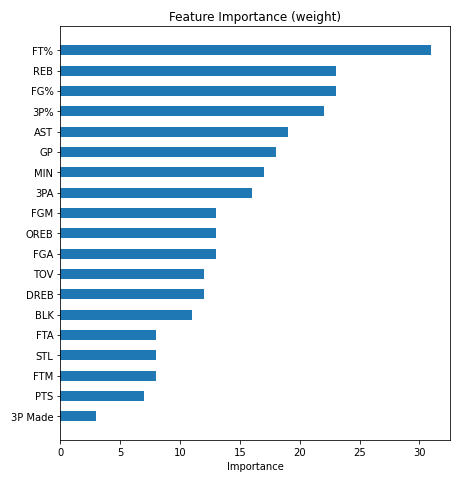 Feature Importance (weight)
FT%
REB
FG%
3P%
AST
GP
MIN
3PA
FGM
OREB
FGA
TOV
DREB
BLK
FTA
STL
FTM
PTS
3P Made
0 5 10 15 20 25 30
Importance